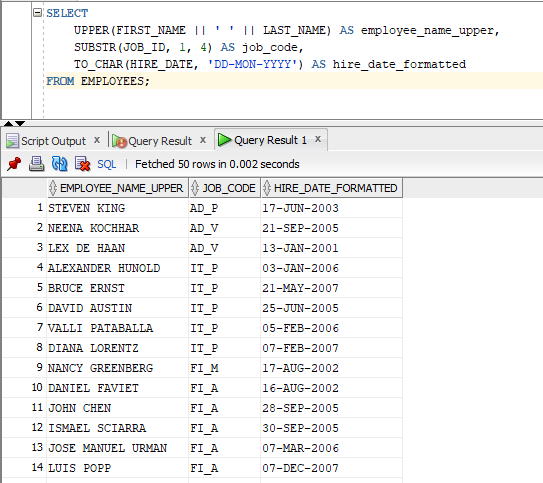 SELECT
UPPER(FIRST_NAME || ' ' || LAST_NAME) AS employee_name_upper,
SUBSTR(JOB_ID, 1, 4) AS job_code,
TO_CHAR(HIRE_DATE, 'DD-MON-YYYY') AS hire_date_formatted
FROM EMPLOYEES;
Script Output x Query Result x Query Result 1 x
SQL | Fetched 50 rows in 0.002 seconds
EMPLOYEE_NAME_UPPER JOB_CODE HIRE_DATE_FORMATTED
1 STEVEN KING AD_P 17-JUN-2003
2 NEENA KOCHHAR AD_V 21-SEP-2005
3 LEX DE HAAN AD_V 13-JAN-2001
4 ALEXANDER HUNOLD IT_P 03-JAN-2006
5 BRUCE ERNST IT_P 21-MAY-2007
6 DAVID AUSTIN IT_P 25-JUN-2005
7 VALLI PATABALLA IT_P 05-FEB-2006
8 DIANA LORENTZ IT_P 07-FEB-2007
9 NANCY GREENBERG FI_M 17-AUG-2002
10 DANIEL FAVIET FI_A 16-AUG-2002
11 JOHN CHEN FI_A 28-SEP-2005
12 ISMAEL SCIARRA FI_A 30-SEP-2005
13 JOSE MANUEL URMAN FI_A 07-MAR-2006
14 LUIS POPP FI_A 07-DEC-2007